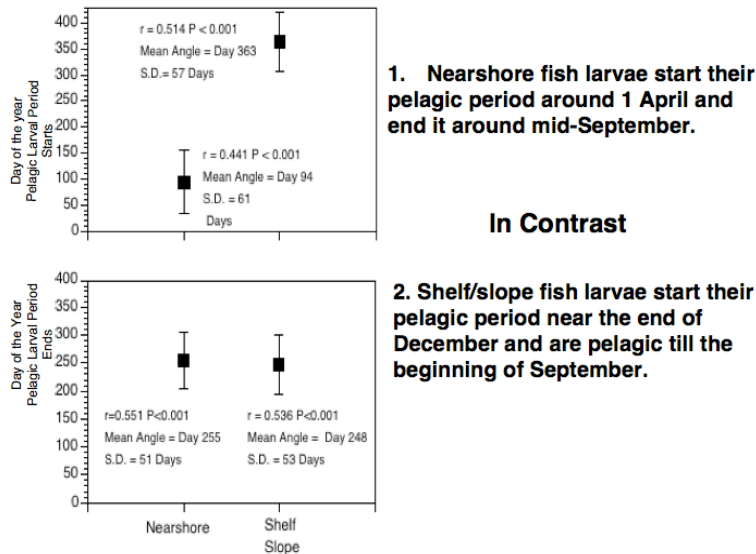 Day of the year
Pelagic Larval Period
Starts
400
350
300
250
200
150
100
50
0
r = 0.514 P < 0.001
Mean Angle = Day 363
S.D.= 57 Days
r = 0.441 P < 0.001
Mean Angle = Day 94
S.D. = 61
Days
1. Nearshore fish larvae start their
pelagic period around 1 April and
end it around mid-September.
In Contrast
Day of the Year
Pelagic Larval Period
Ends
400
350
300
250
200
150
100
50
0
r=0.551 P<0.001
Mean Angle = Day 255
S.D. = 51 Days
r = 0.536 P<0.001
Mean Angle = Day 248
S.D. = 53 Days
Nearshore
Shelf
Slope
2. Shelf/slope fish larvae start their
pelagic period near the end of
December and are pelagic till the
beginning of September.